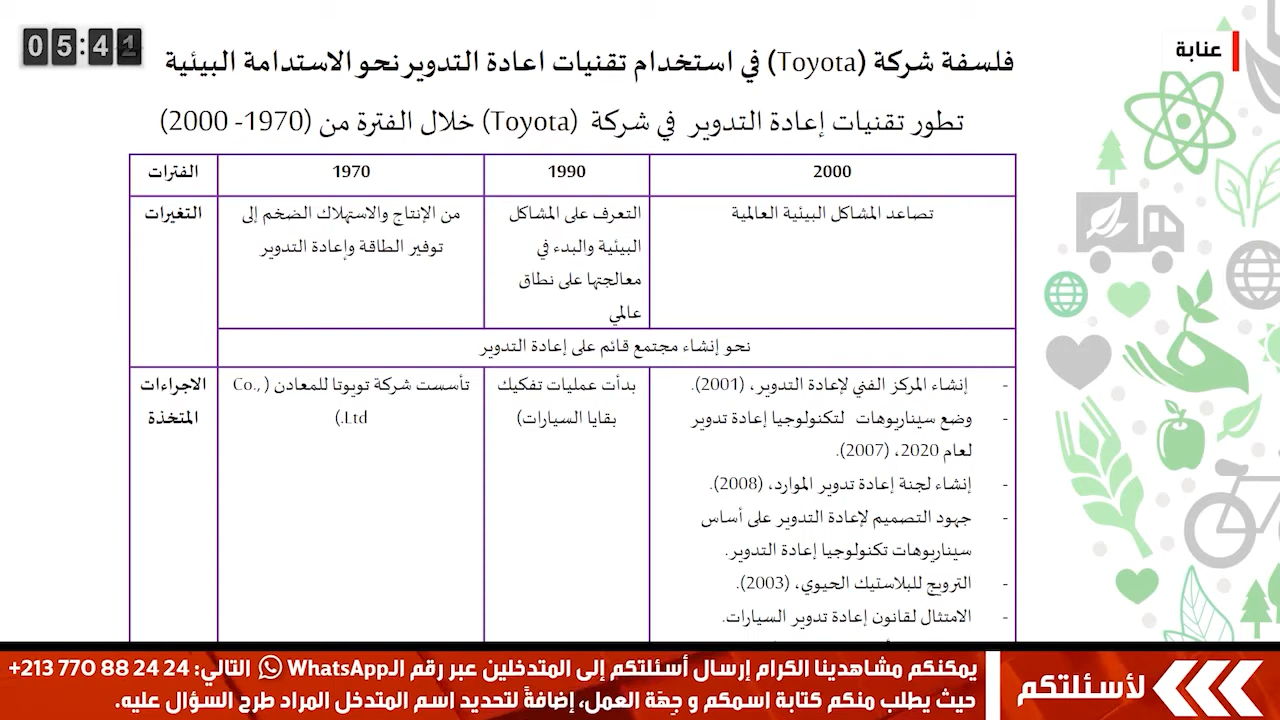 05:41
عنابة
فلسفة شركة (Toyota) في استخدام تقنيات اعادة التدوير نحو الاستدامة البيئية
تطور تقنيات إعادة التدوير في شركة (Toyota) خلال الفترة من (1970- 2000)
الفترات
1970
1990
2000
التغيرات
من الإنتاج والاستهلاك الضخم إلى
توفير الطاقة وإعادة التدوير
التعرف على المشاكل
البيئية والبدء في
معالجتها على نطاق
عالمي
تصاعد المشاكل البيئية العالمية
نحو إنشاء مجتمع قائم على إعادة التدوير
الاجراءات
المتخذة
تأسست شركة تويوتا للمعادن ( Co.,
Ltd.)
بدأت عمليات تفكيك
بقايا السيارات)
- إنشاء المركز الفني لإعادة التدوير، (2001).
- وضع سيناريوهات لتكنولوجيا إعادة تدوير
لعام 2020، (2007).
- إنشاء لجنة إعادة تدوير الموارد، (2008).
- جهود التصميم لإعادة التدوير على أساس
سيناريوهات تكنولوجيا إعادة التدوير.
- الترويج للبلاستيك الحيوي، (2003).
- الامتثال لقانون إعادة تدوير السيارات.
لأسئلتكم
يمكنكم مشاهدينا الكرام إرسال أسئلتكم إلى المتدخلين عبر رقم الـWhatsApp التالي: 24 24 88 770 213+
حيث يطلب منكم كتابة اسمكم و جهَة العمل، إضافةً لتحديد اسم المتدخل المراد طرح السؤال عليه.